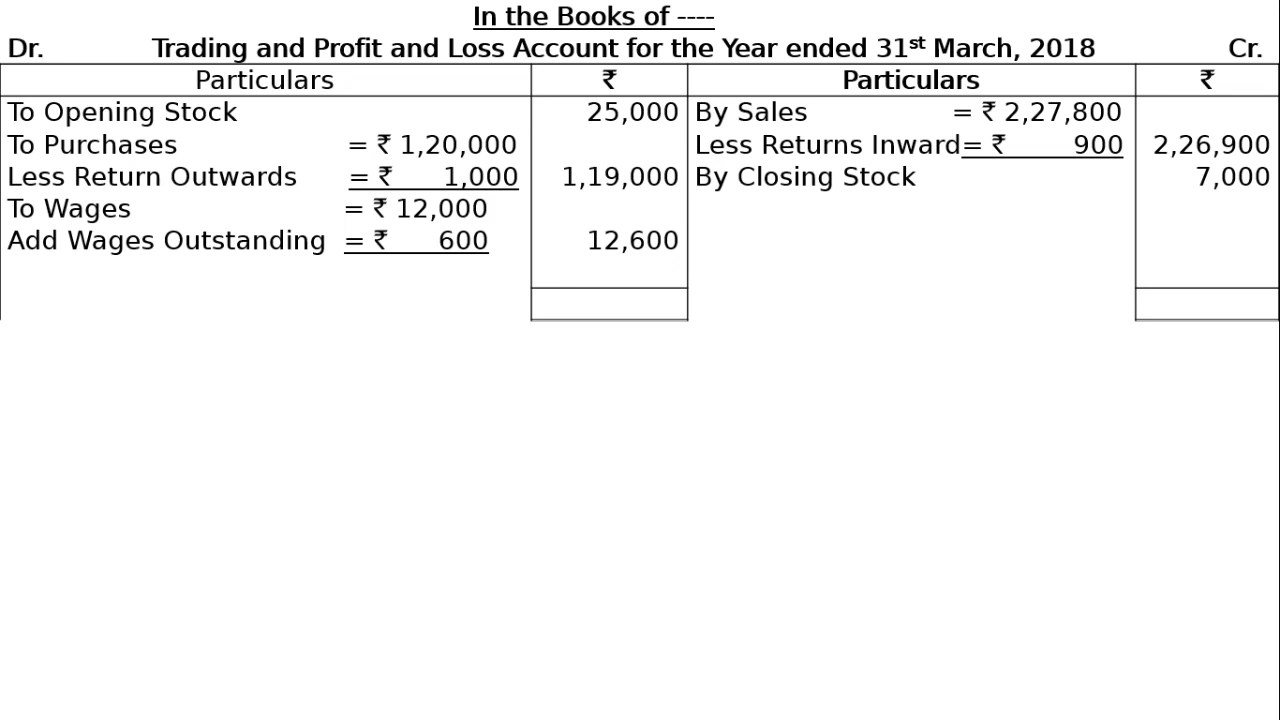 In the Books of ----
Dr. Trading and Profit and Loss Account for the Year ended 31st March, 2018 Cr.
Particulars ₹ Particulars ₹
To Opening Stock 25,000 By Sales = ₹ 2,27,800
To Purchases = ₹ 1,20,000 Less Returns Inward= ₹ 900 2,26,900
Less Return Outwards = ₹ 1,000 1,19,000 By Closing Stock 7,000
To Wages = ₹ 12,000
Add Wages Outstanding = ₹ 600 12,600